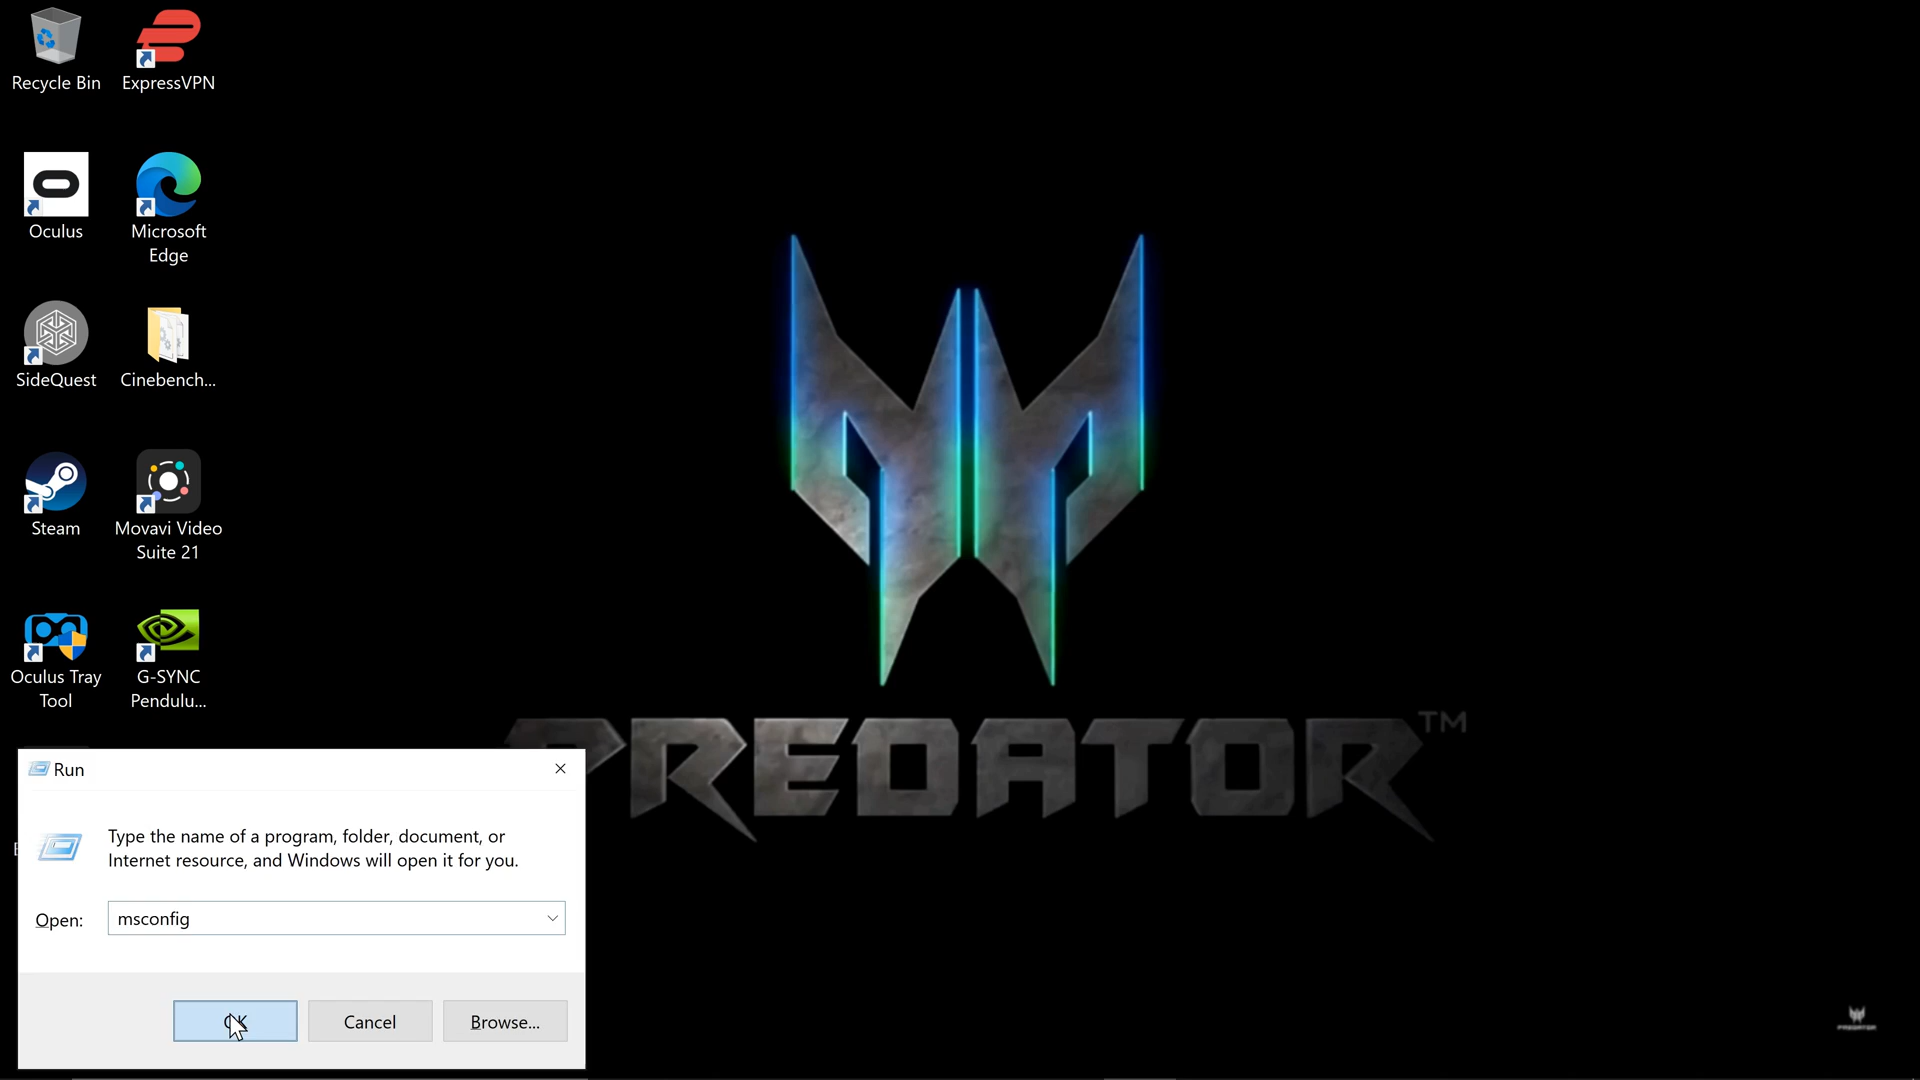 Recycle Bin
ExpressVPN
Oculus
Microsoft
Edge
SideQuest
Cinebench...
Steam
Movavi Video
Suite 21
Oculus Tray
Tool
G-SYNC
Pendulu...
PREDATOR™
Run
Type the name of a program, folder, document, or
Internet resource, and Windows will open it for you.
Open:
msconfig
OK
Cancel
Browse...
PREDATOR